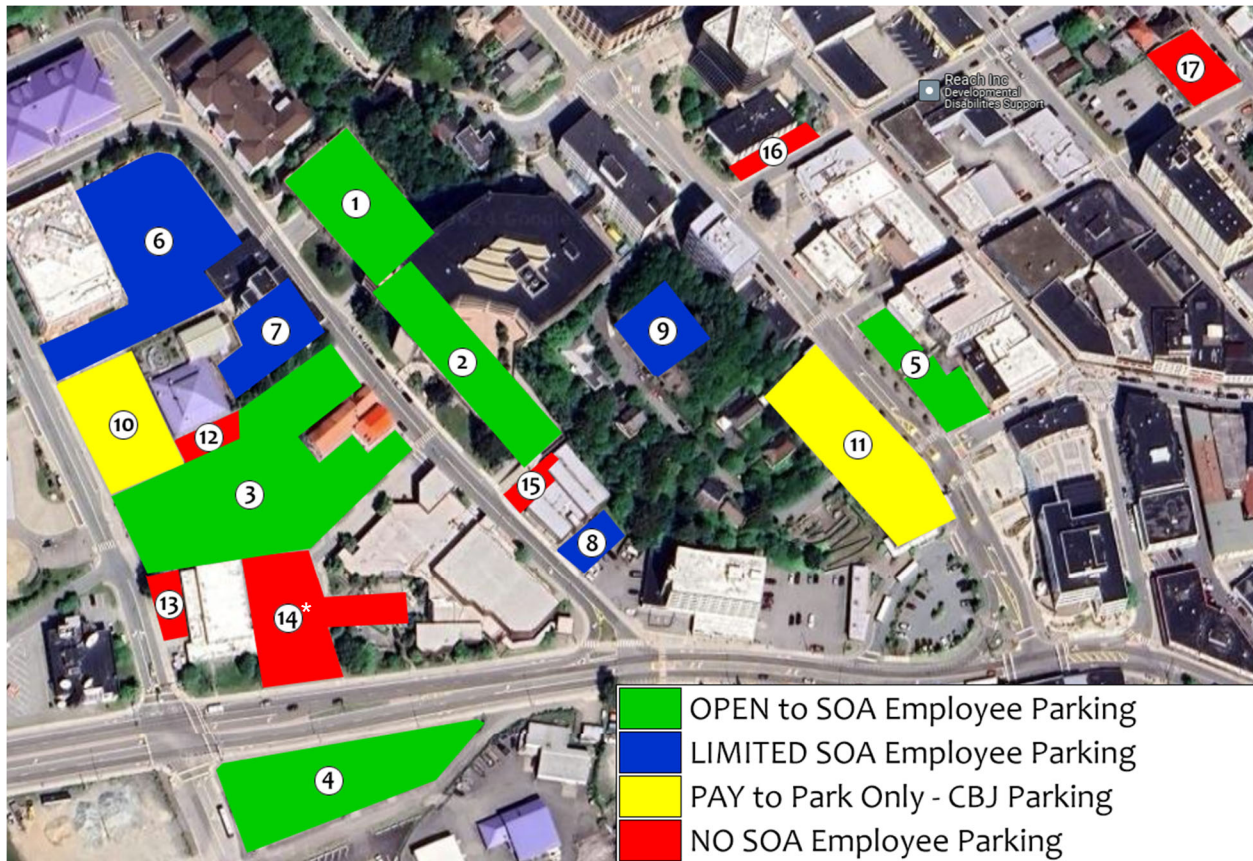 17
Reach Inc
Developmental
Disabilities Support
16
1
6
9
7
5
2
10
12
11
3
15
8
13
14*
4
OPEN to SOA Employee Parking
LIMITED SOA Employee Parking
PAY to Park Only - CBJ Parking
NO SOA Employee Parking